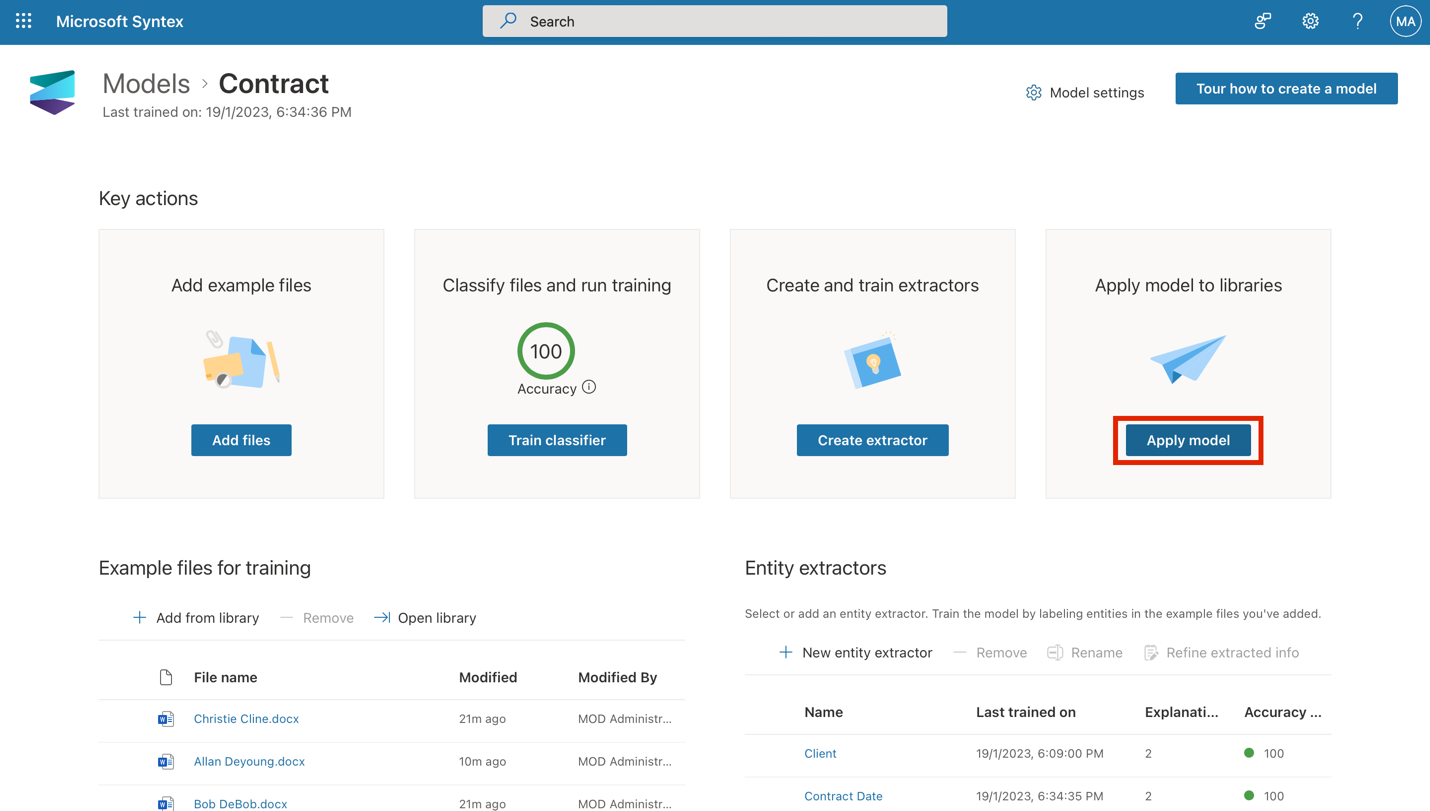 Microsoft Syntex
Search
MA
Models > Contract
Last trained on: 19/1/2023, 6:34:36 PM
Model settings
Tour how to create a model
Key actions
Add example files
Add files
Classify files and run training
100
Accuracy
Train classifier
Create and train extractors
Create extractor
Apply model to libraries
Apply model
Example files for training
Add from library
Remove
Open library
File name Modified Modified By
Christie Cline.docx 21m ago MOD Administr...
Allan Deyoung.docx 10m ago MOD Administr...
Bob DeBob.docx 21m ago MOD Administr...
Entity extractors
Select or add an entity extractor. Train the model by labeling entities in the example files you've added.
New entity extractor
Remove
Rename
Refine extracted info
Name Last trained on Explanati... Accuracy ...
Client 19/1/2023, 6:09:00 PM 2 100
Contract Date 19/1/2023, 6:34:35 PM 2 100